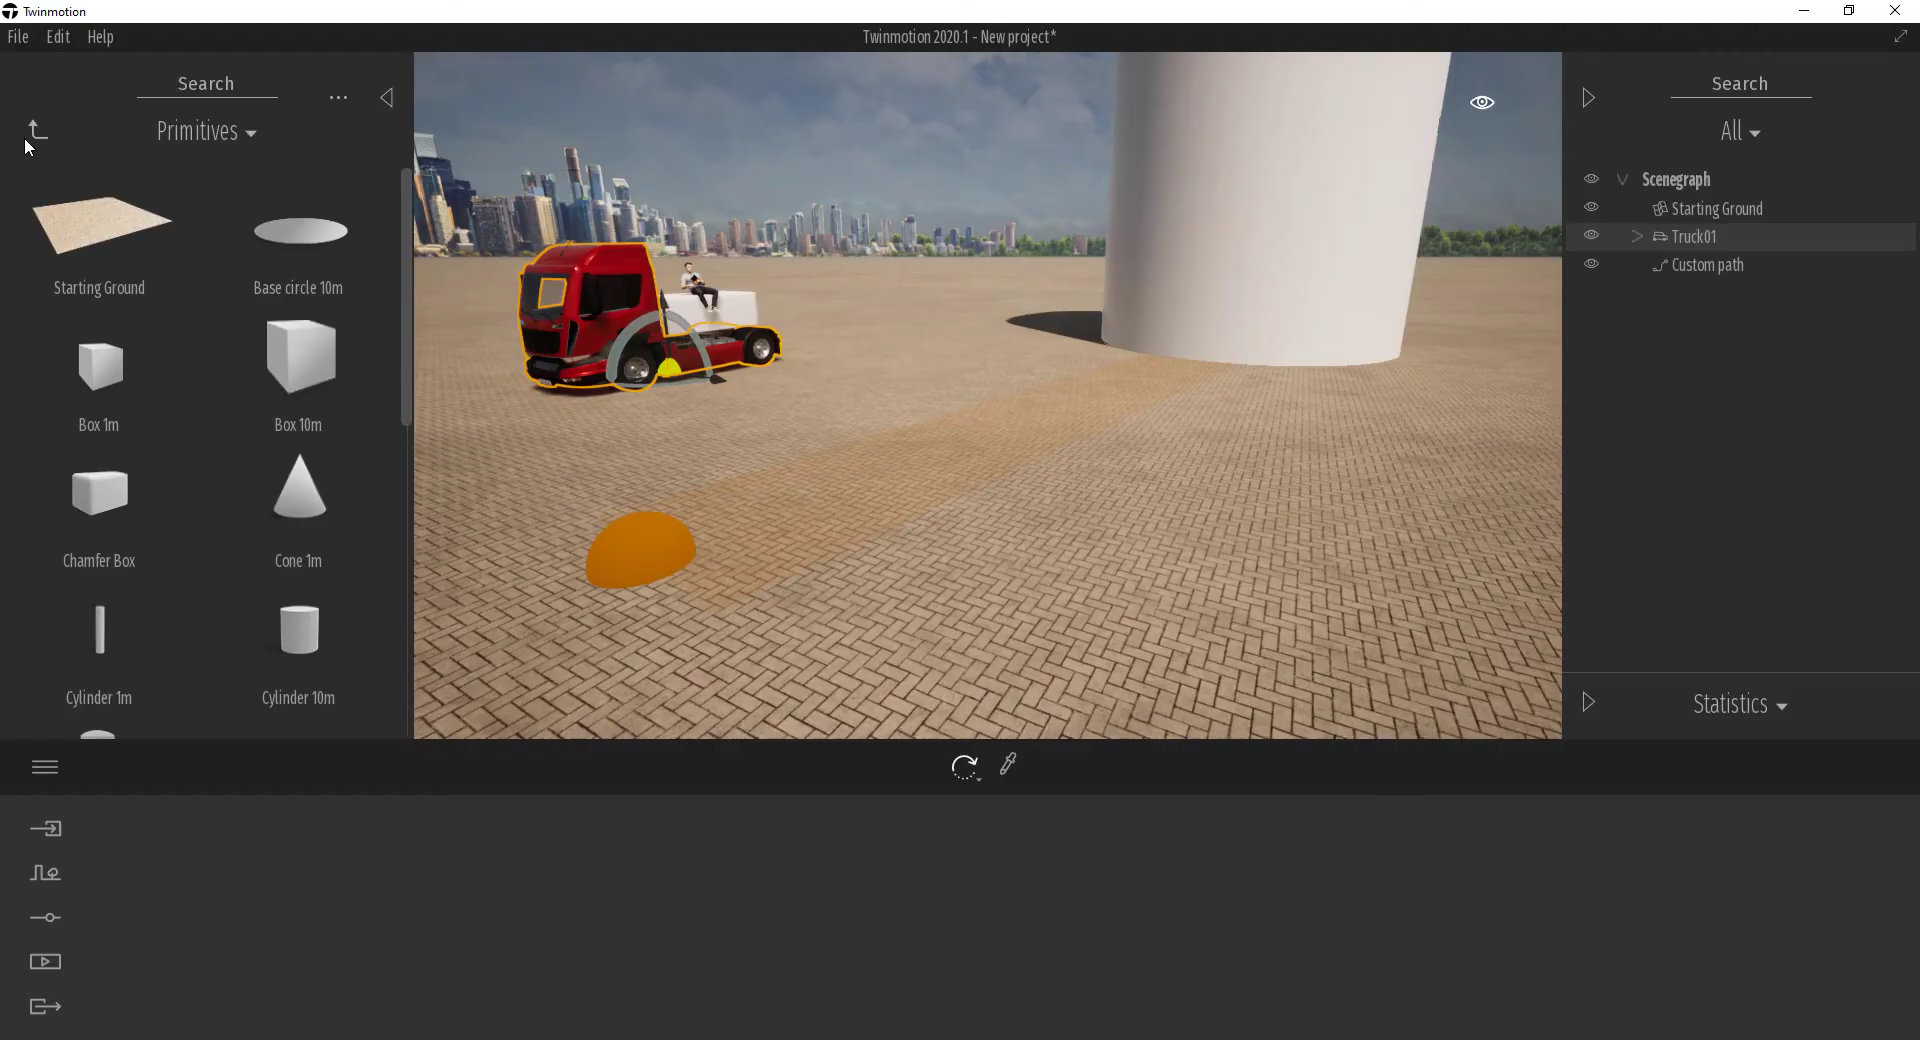 Twinmotion
File Edit Help
Twinmotion 2020.1 - New project*
Search
...
Primitives
Starting Ground
Base circle 10m
Box 1m
Box 10m
Chamfer Box
Cone 1m
Cylinder 1m
Cylinder 10m
Search
All
Scenegraph
Starting Ground
Truck01
Custom path
Statistics